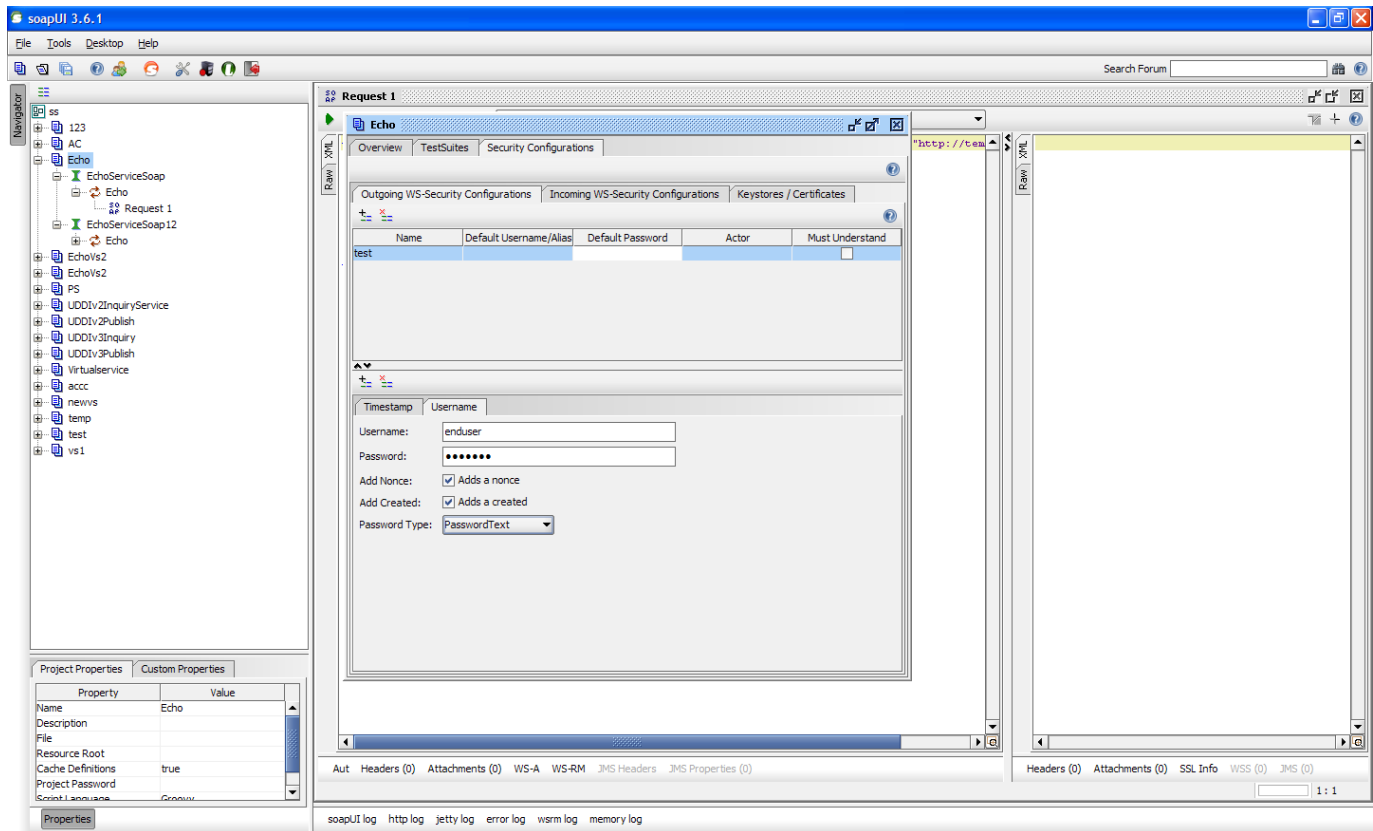 soapUI 3.6.1
File Tools Desktop Help
Search Forum
Navigator
ss
123
AC
Echo
EchoServiceSoap
Echo
Request 1
EchoServiceSoap12
Echo
EchoVs2
EchoVs2
PS
UDDIv2InquiryService
UDDIv2Publish
UDDIv3Inquiry
UDDIv3Publish
Virtualservice
accc
newvs
temp
test
vs1
Project Properties Custom Properties
Property Value
Name Echo
Description
File
Resource Root
Cache Definitions true
Project Password
Script Language Groovy
Properties
Request 1
XML
Raw
"http://tem
Echo
Overview TestSuites Security Configurations
Outgoing WS-Security Configurations Incoming WS-Security Configurations Keystores / Certificates
Name Default Username/Alias Default Password Actor Must Understand
test
Timestamp Username
Username: enduser
Password: •••••••
Add Nonce: Adds a nonce
Add Created: Adds a created
Password Type: PasswordText
XML
Raw
Aut Headers (0) Attachments (0) WS-A WS-RM JMS Headers JMS Properties (0)
Headers (0) Attachments (0) SSL Info WSS (0) JMS (0)
1 : 1
soapUI log http log jetty log error log wsrm log memory log